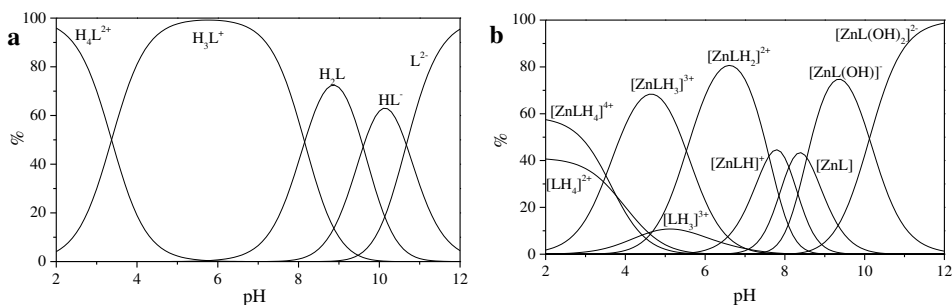 a
H₄L²⁺
H₃L⁺
H₂L
HL⁻
L²⁻
100
80
60
40
20
0
%
2 4 6 8 10 12
pH
b
[ZnLH₄]⁴⁺
[LH₄]²⁺
[ZnLH₃]³⁺
[LH₃]³⁺
[ZnLH₂]²⁺
[ZnLH]⁺
[ZnL]
[ZnL(OH)]⁻
[ZnL(OH)₂]²⁻
100
80
60
40
20
0
%
2 4 6 8 10 12
pH